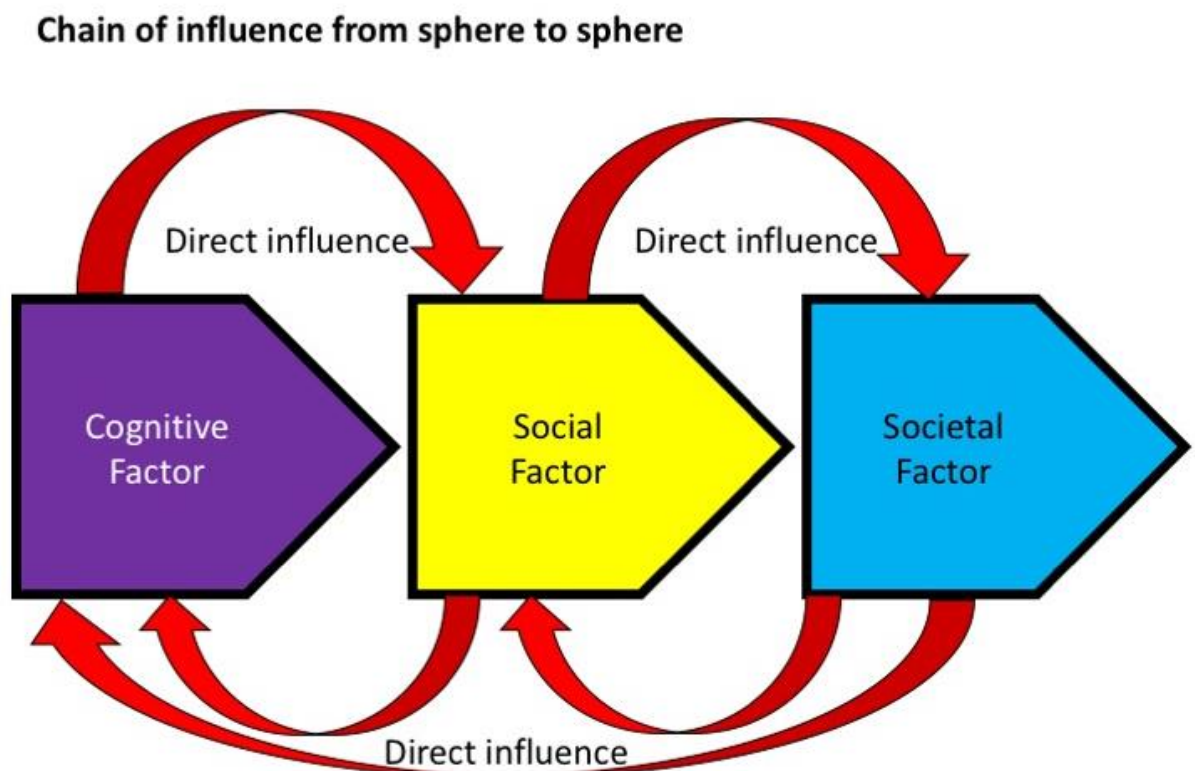 Chain of influence from sphere to sphere
Direct influence
Direct influence
Cognitive
Factor
Social
Factor
Societal
Factor
Direct influence